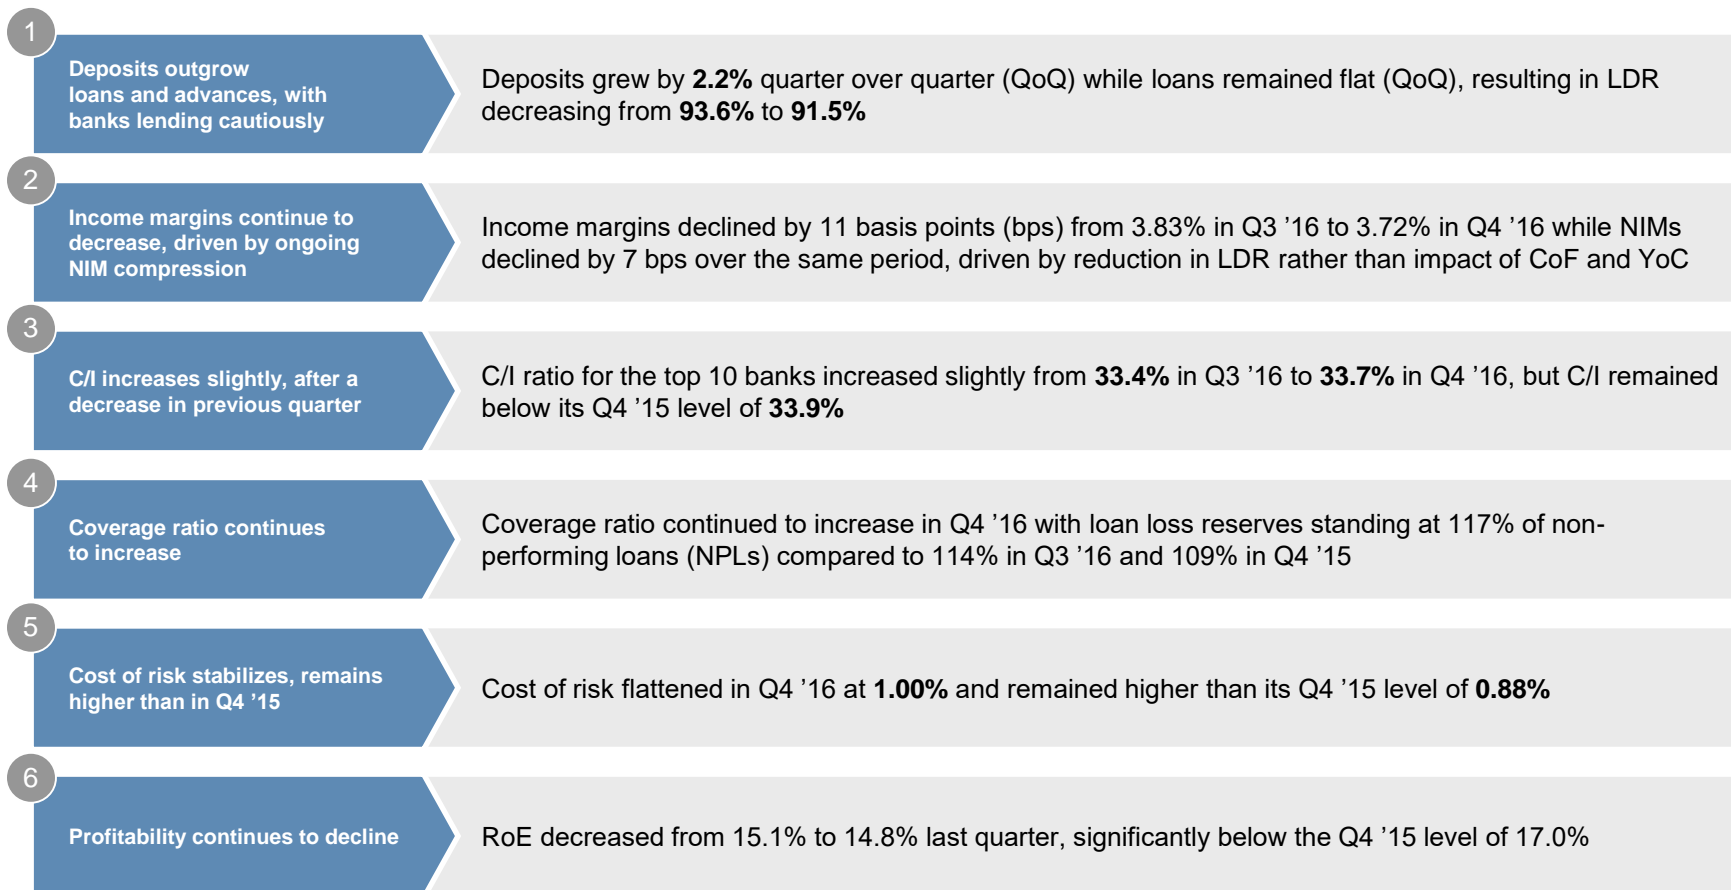 1
Deposits outgrow
loans and advances, with
banks lending cautiously
Deposits grew by 2.2% quarter over quarter (QoQ) while loans remained flat (QoQ), resulting in LDR
decreasing from 93.6% to 91.5%
2
Income margins continue to
decrease, driven by ongoing
NIM compression
Income margins declined by 11 basis points (bps) from 3.83% in Q3 ’16 to 3.72% in Q4 ’16 while NIMs
declined by 7 bps over the same period, driven by reduction in LDR rather than impact of CoF and YoC
3
C/I increases slightly, after a
decrease in previous quarter
C/I ratio for the top 10 banks increased slightly from 33.4% in Q3 ’16 to 33.7% in Q4 ’16, but C/I remained
below its Q4 ’15 level of 33.9%
4
Coverage ratio continues
to increase
Coverage ratio continued to increase in Q4 ’16 with loan loss reserves standing at 117% of non-
performing loans (NPLs) compared to 114% in Q3 ’16 and 109% in Q4 ’15
5
Cost of risk stabilizes, remains
higher than in Q4 ’15
Cost of risk flattened in Q4 ’16 at 1.00% and remained higher than its Q4 ’15 level of 0.88%
6
Profitability continues to decline
RoE decreased from 15.1% to 14.8% last quarter, significantly below the Q4 ’15 level of 17.0%